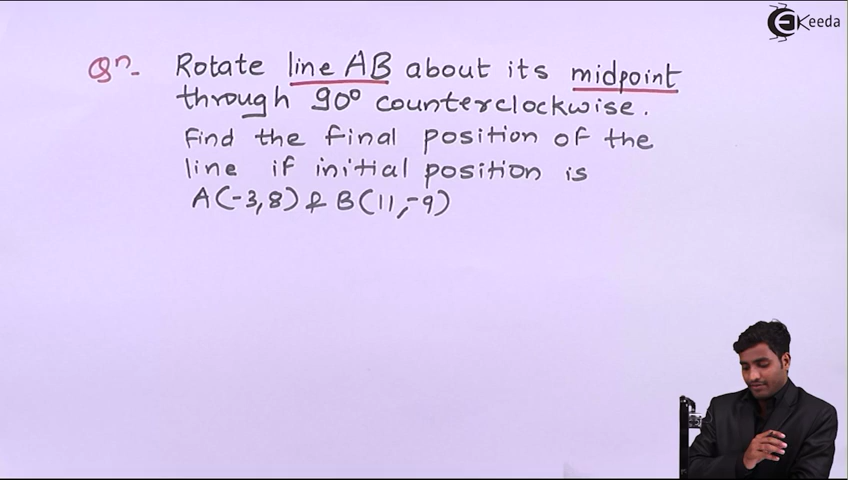 Keeda
Qn- Rotate line AB about its midpoint
through 90° counterclockwise.
Find the final position of the
line if initial position is
A(-3,8) & B(11,-9)